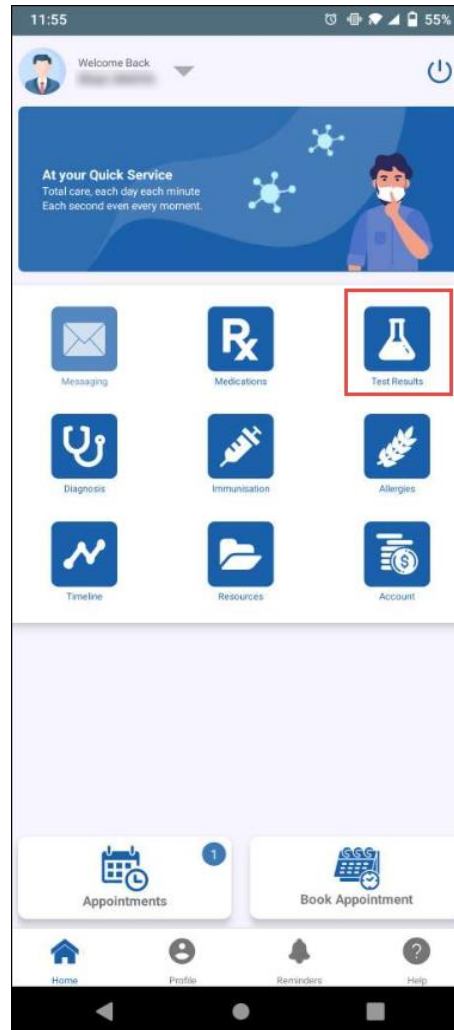 11:55
55%
Welcome Back
At your Quick Service
Total care, each day each minute
Each second even every moment.
Messaging
Medications
Test Results
Diagnosis
Immunisation
Allergies
Timeline
Resources
Account
1
Appointments
Book Appointment
Home
Profile
Reminders
Help